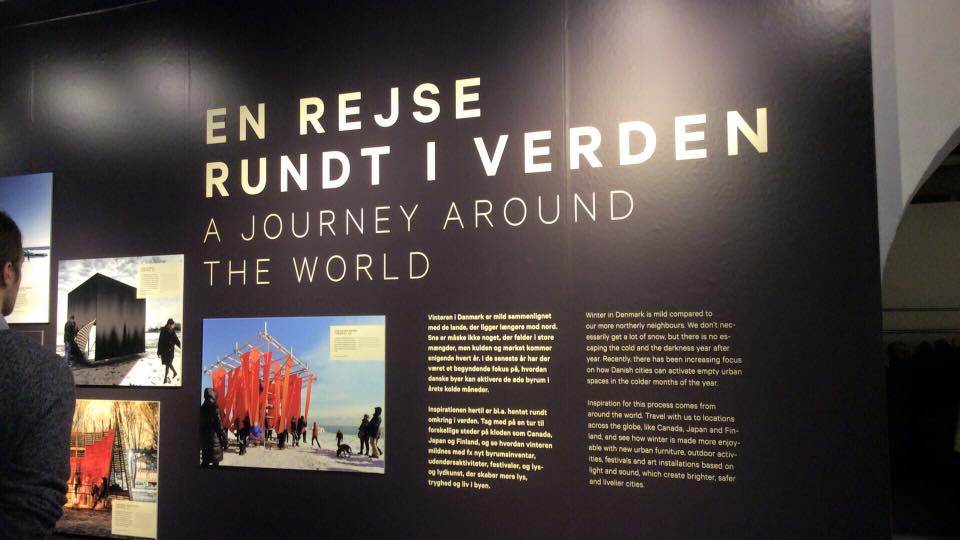 EN REJSE
RUNDT I VERDEN
A JOURNEY AROUND
THE WORLD
Vinteren i Danmark er mild sammenlignet
med de lande, der ligger længere mod nord.
Sne er måske ikke noget, der falder i store
mængder, men kulden og mørket kommer
snigende hvert år. I de seneste år har der
været et begyndende fokus på, hvordan
danske byer kan aktivere de øde byrum i
årets kolde måneder.
Inspirationen hertil er bl.a. hentet rundt
omkring i verden. Tag med på en tur til
forskellige steder på kloden som Canada,
Japan og Finland, og se hvordan vinteren
mildnes med fx nyt byrumsinventar,
udendørsaktiviteter, festivaler, og lys-
og lydkunst, der skaber mere lys,
tryghed og liv i byen.
Winter in Denmark is mild compared to
our more northerly neighbours. We don't nec-
essarily get a lot of snow, but there is no es-
caping the cold and the darkness year after
year. Recently, there has been increasing focus
on how Danish cities can activate empty urban
spaces in the colder months of the year.
Inspiration for this process comes from
around the world. Travel with us to locations
across the globe, like Canada, Japan and Fin-
land, and see how winter is made more enjoy-
able with new urban furniture, outdoor activ-
ities, festivals and art installations based on
light and sound, which create brighter, safer
and livelier cities.